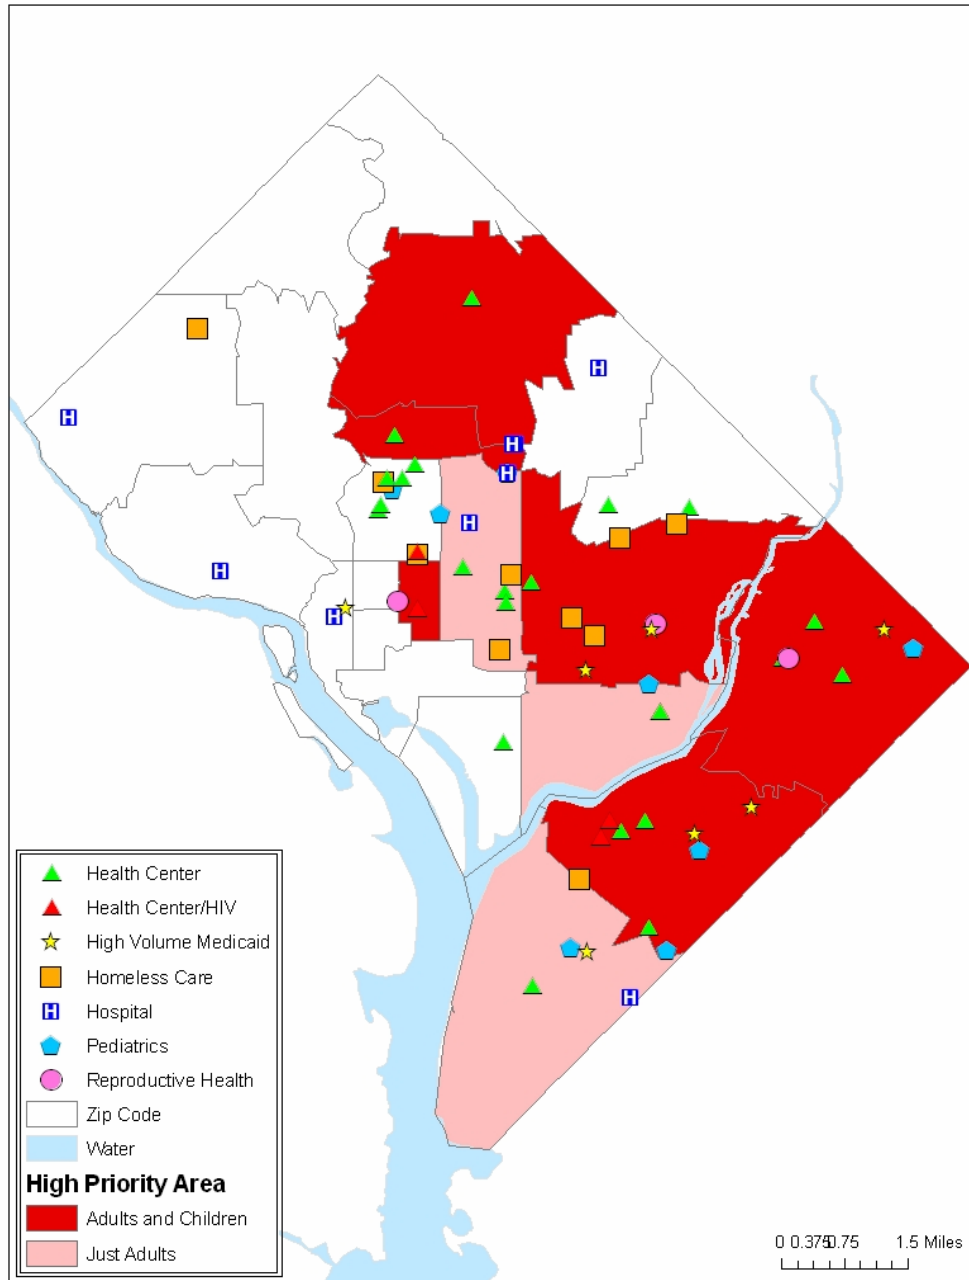 H
H
H
H
H
H
H
H
Health Center
Health Center/HIV
High Volume Medicaid
Homeless Care
H Hospital
Pediatrics
Reproductive Health
Zip Code
Water
High Priority Area
Adults and Children
Just Adults
0 0.375 0.75 1.5 Miles